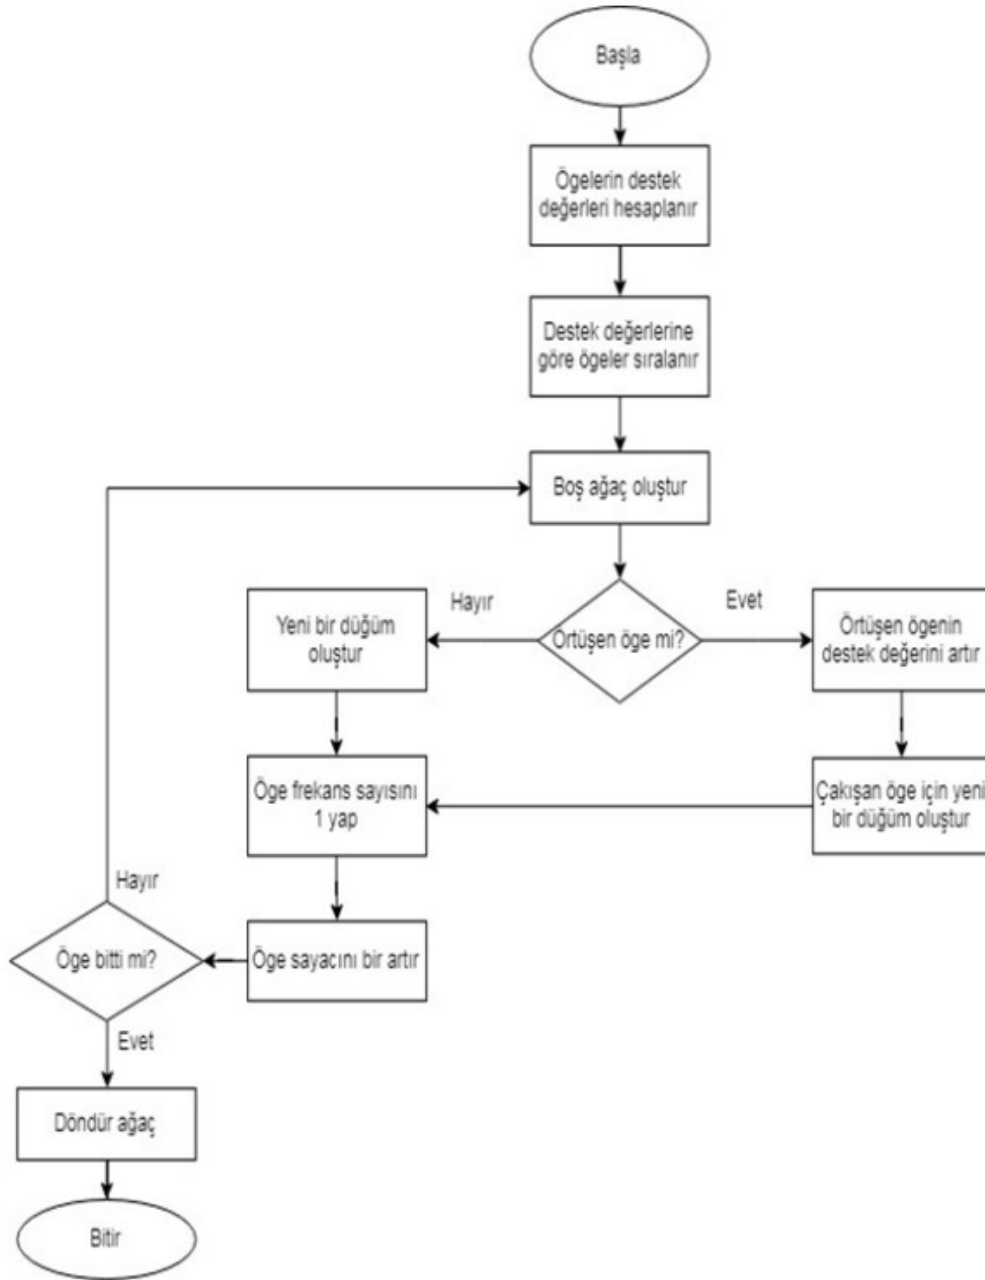 Başla
Ögelerin destek
değerleri hesaplanır
Destek değerlerine
göre ögeler sıralanır
Boş ağaç oluştur
Örtüşen öge mi?
Hayır
Evet
Yeni bir düğüm
oluştur
Örtüşen ögenin
destek değerini artır
Öge frekans sayısını
1 yap
Çakışan öge için yeni
bir düğüm oluştur
Öge sayacını bir artır
Öge bitti mi?
Hayır
Evet
Döndür ağaç
Bitir